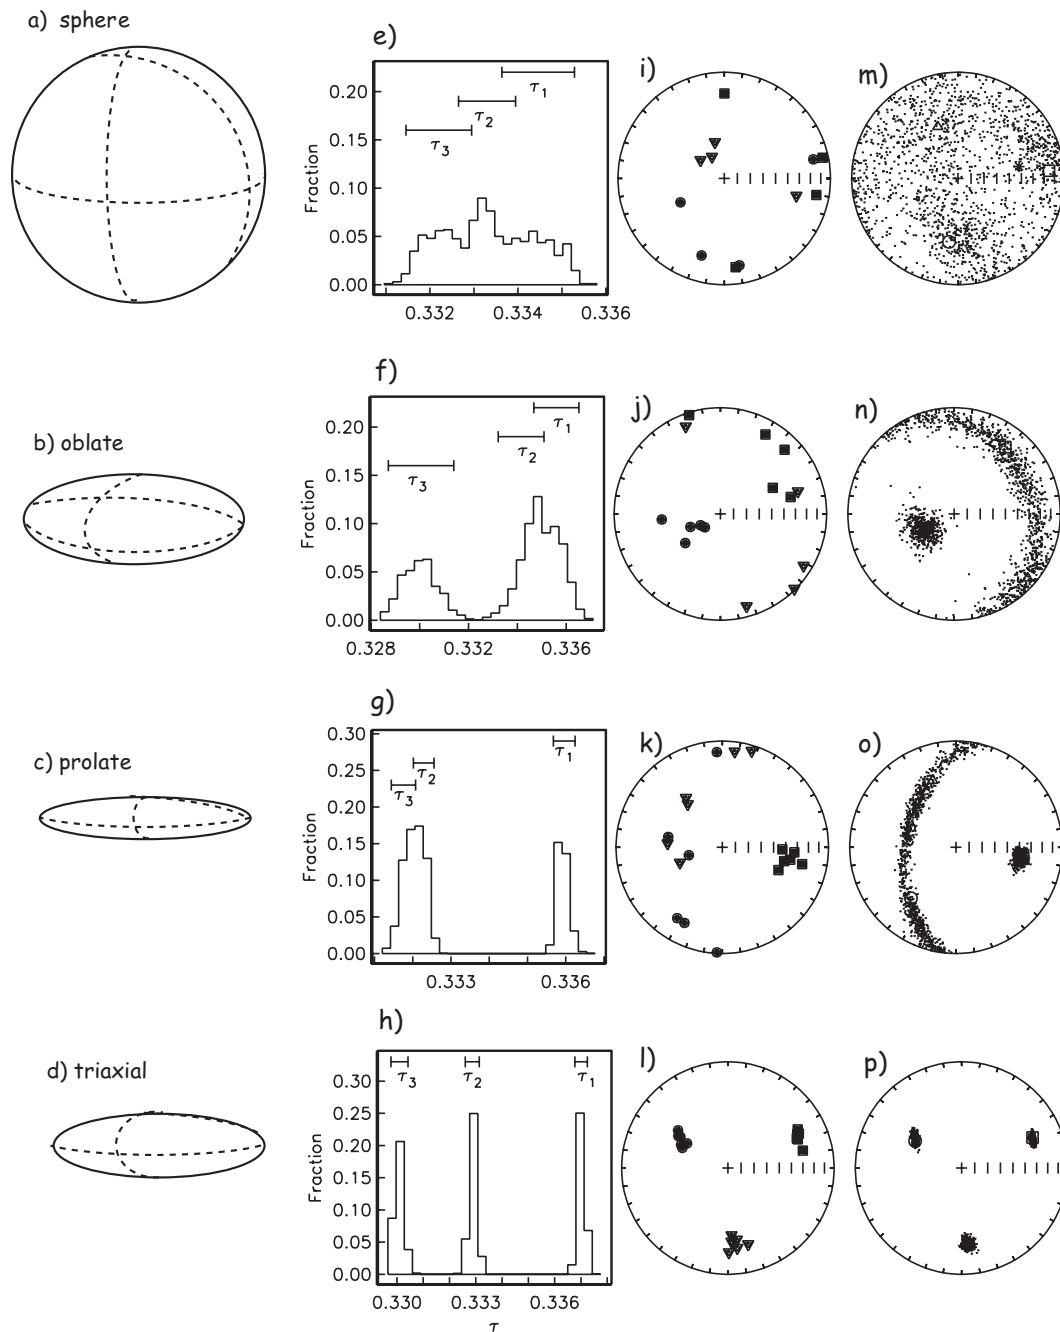 a) sphere
e)
i)
m)
τ1
τ2
τ3
0.20
0.15
0.10
0.05
0.00
Fraction
0.332 0.334 0.336
b) oblate
f)
j)
n)
τ1
τ2
τ3
0.20
0.15
0.10
0.05
0.00
Fraction
0.328 0.332 0.336
c) prolate
g)
k)
o)
τ1
τ2
τ3
0.30
0.25
0.20
0.15
0.10
0.05
0.00
Fraction
0.333 0.336
d) triaxial
h)
l)
p)
τ3 τ2 τ1
0.30
0.25
0.20
0.15
0.10
0.05
0.00
Fraction
0.330 0.333 0.336
τ